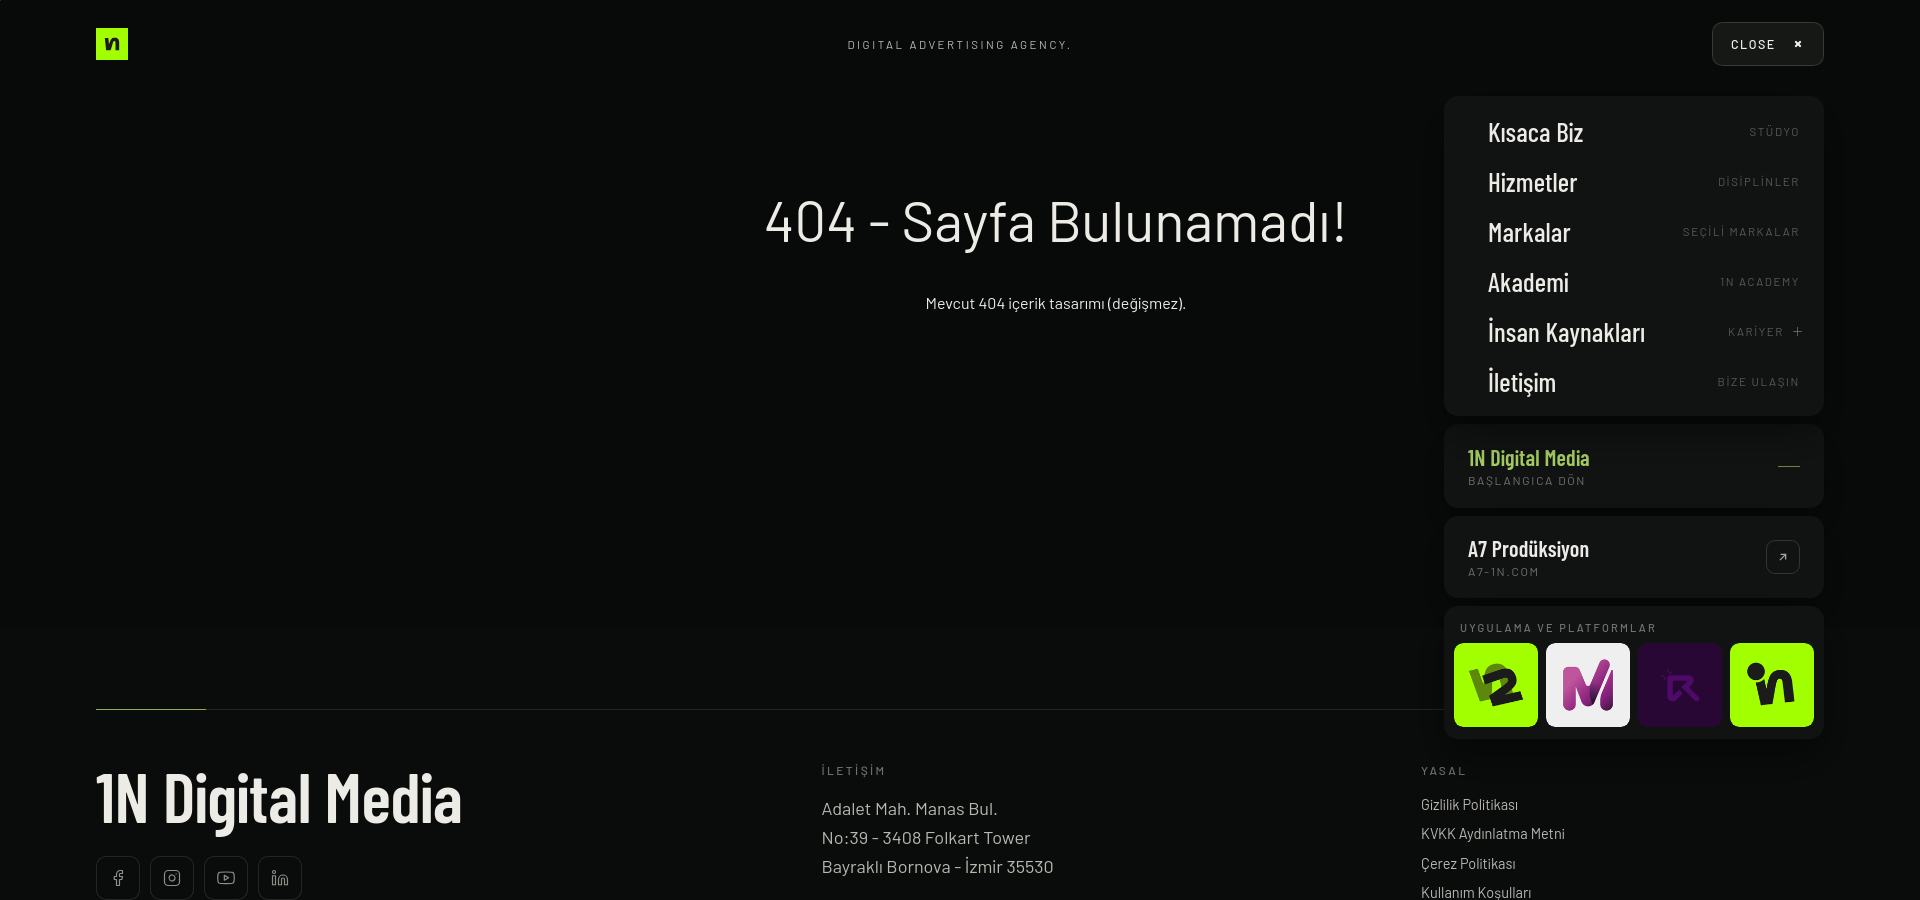 DIGITAL ADVERTISING AGENCY.
CLOSE
Kısaca Biz
STÜDYO
Hizmetler
DİSİPLİNLER
Markalar
SEÇİLİ MARKALAR
Akademi
1N ACADEMY
İnsan Kaynakları
KARİYER +
İletişim
BİZE ULAŞIN
404 - Sayfa Bulunamadı!
Mevcut 404 içerik tasarımı (değişmez).
1N Digital Media
BAŞLANGICA DÖN
A7 Prodüksiyon
A7-1N.COM
UYGULAMA VE PLATFORMLAR
1N Digital Media
İLETİŞİM
Adalet Mah. Manas Bul.
No:39 - 3408 Folkart Tower
Bayraklı Bornova - İzmir 35530
YASAL
Gizlilik Politikası
KVKK Aydınlatma Metni
Çerez Politikası
Kullanım Koşulları